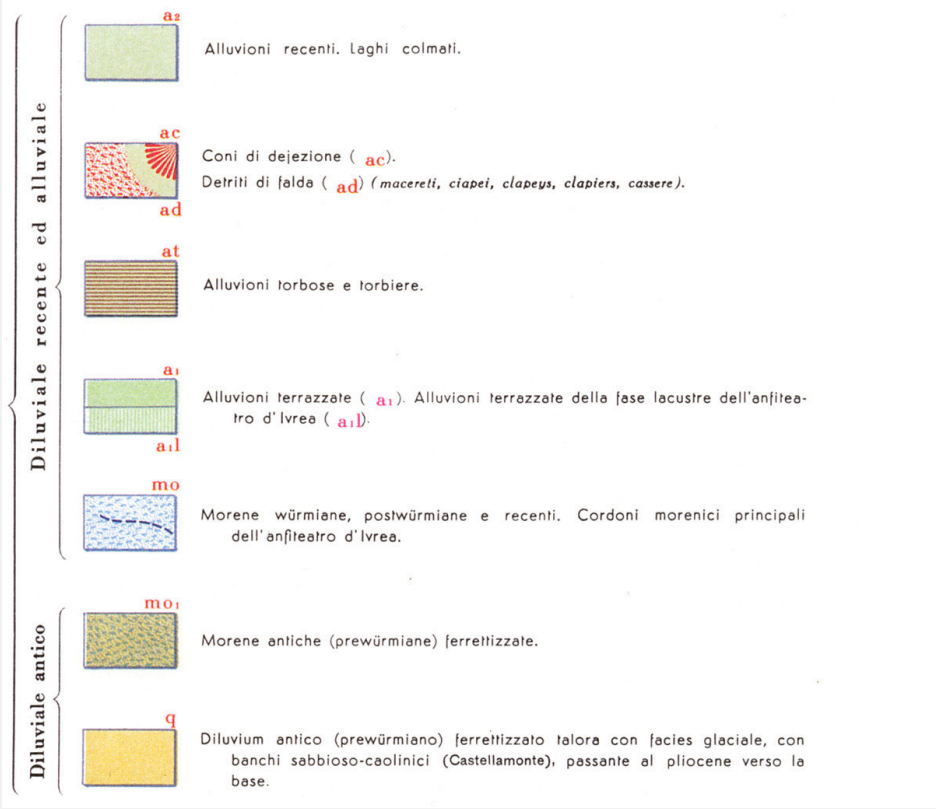 a2
Alluvioni recenti. Laghi colmati.
ac
Coni di dejezione ( ac).
Detriti di falda ( ad) (macereti, ciapei, clapeys, clapiers, cassere).
ad
at
Alluvioni torbose e torbiere.
a1
Alluvioni terrazzate ( a1). Alluvioni terrazzate della fase lacustre dell'anfitea-
tro d'Ivrea ( a1l).
a1l
mo
Morene würmiane, postwürmiane e recenti. Cordoni morenici principali
dell'anfiteatro d'Ivrea.
Diluviale recente ed alluviale
mo1
Morene antiche (prewürmiane) ferrettizzate.
q
Diluvium antico (prewürmiano) ferrettizzato talora con facies glaciale, con
banchi sabbioso-caolinici (Castellamonte), passante al pliocene verso la
base.
Diluviale antico